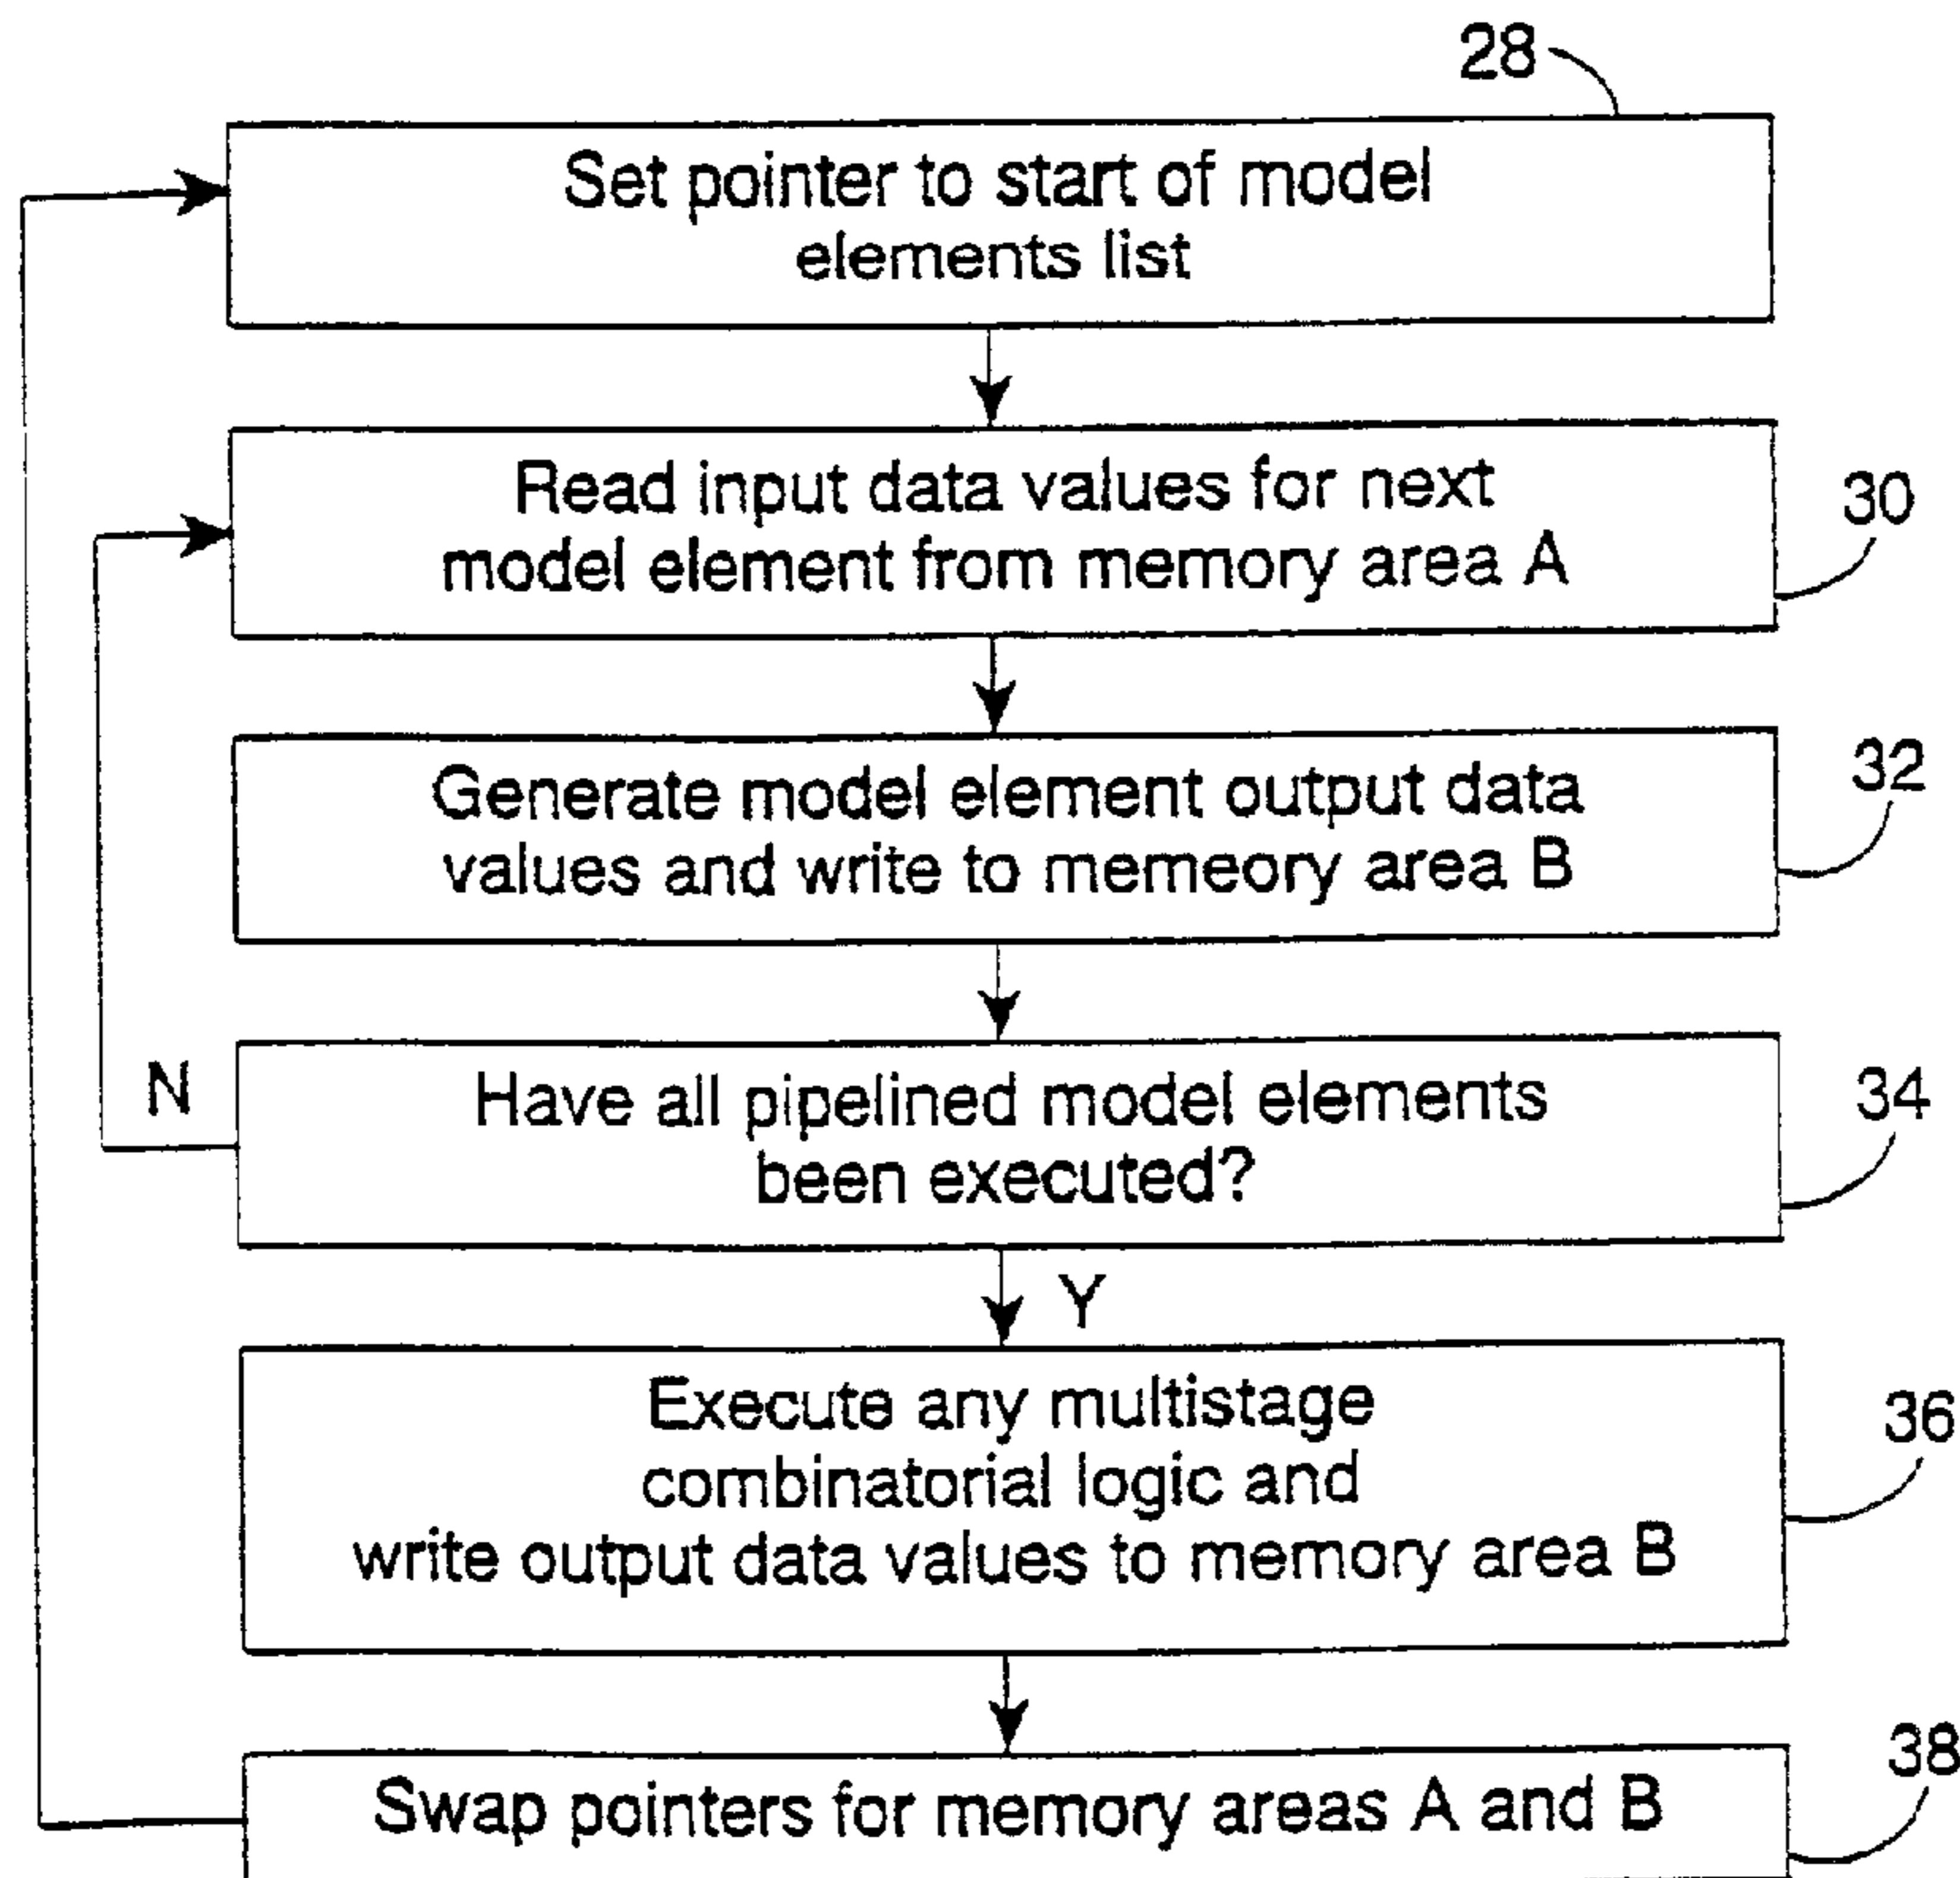 28
Set pointer to start of model
elements list
Read input data values for next
model element from memory area A
30
Generate model element output data
values and write to memeory area B
32
Have all pipelined model elements
been executed?
34
N
Y
Execute any multistage
combinatorial logic and
write output data values to memory area B
36
Swap pointers for memory areas A and B
38